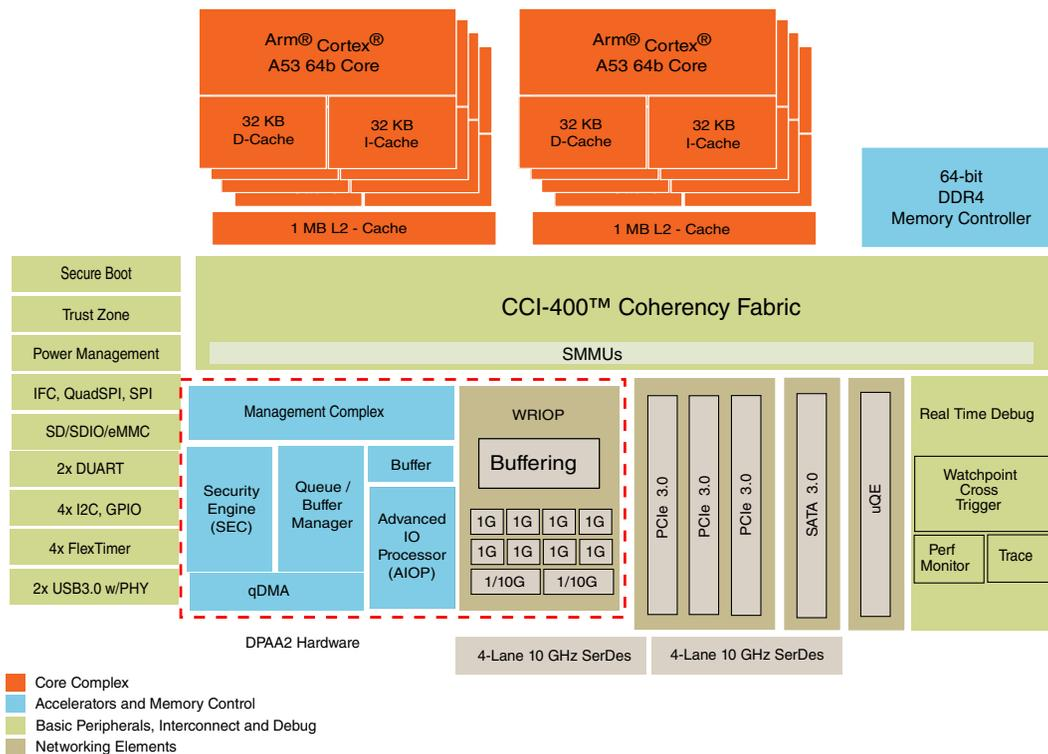 Arm® Cortex®
A53 64b Core
32 KB
D-Cache
32 KB
I-Cache
1 MB L2 - Cache
Arm® Cortex®
A53 64b Core
32 KB
D-Cache
32 KB
I-Cache
1 MB L2 - Cache
64-bit
DDR4
Memory Controller
Secure Boot
Trust Zone
Power Management
IFC, QuadSPI, SPI
SD/SDIO/eMMC
2x DUART
4x I2C, GPIO
4x FlexTimer
2x USB3.0 w/PHY
CCI-400™ Coherency Fabric
SMMUs
Management Complex
Security
Engine
(SEC)
Queue /
Buffer
Manager
Buffer
Advanced
IO
Processor
(AIOP)
qDMA
WRIOP
Buffering
1G 1G 1G 1G
1G 1G 1G 1G
1/10G 1/10G
PCIe 3.0
PCIe 3.0
PCIe 3.0
SATA 3.0
uQE
Real Time Debug
Watchpoint
Cross
Trigger
Perf
Monitor
Trace
DPAA2 Hardware
4-Lane 10 GHz SerDes
4-Lane 10 GHz SerDes
Core Complex
Accelerators and Memory Control
Basic Peripherals, Interconnect and Debug
Networking Elements